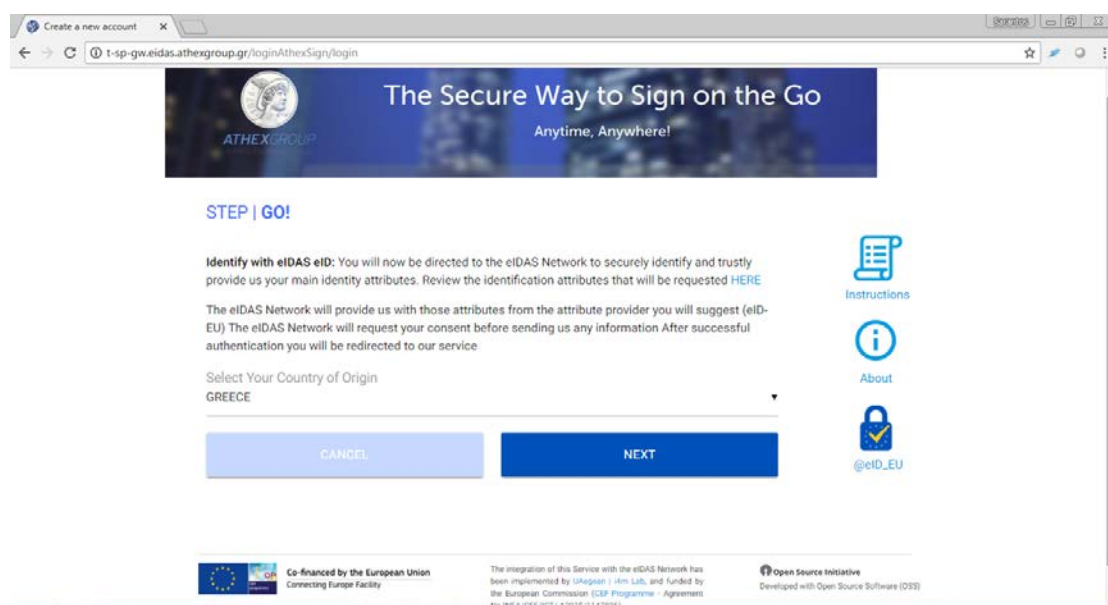 Create a new account
t-sp-gw.eidas.athexgroup.gr/loginAthexSign/login
ATHEXGROUP
The Secure Way to Sign on the Go
Anytime, Anywhere!
STEP | GO!
Identify with eIDAS eID: You will now be directed to the eIDAS Network to securely identify and trustly
provide us your main identity attributes. Review the identification attributes that will be requested HERE
The eIDAS Network will provide us with those attributes from the attribute provider you will suggest (eID-
EU) The eIDAS Network will request your consent before sending us any information After successful
authentication you will be redirected to our service
Select Your Country of Origin
GREECE
CANCEL
NEXT
Instructions
About
@eID_EU
Co-financed by the European Union
Connecting Europe Facility
The integration of this Service with the eIDAS Network has
been implemented by UAegean | i4m Lab, and funded by
the European Commission (CEF Programme - Agreement
Open Source Initiative
Developed with Open Source Software (OSS)